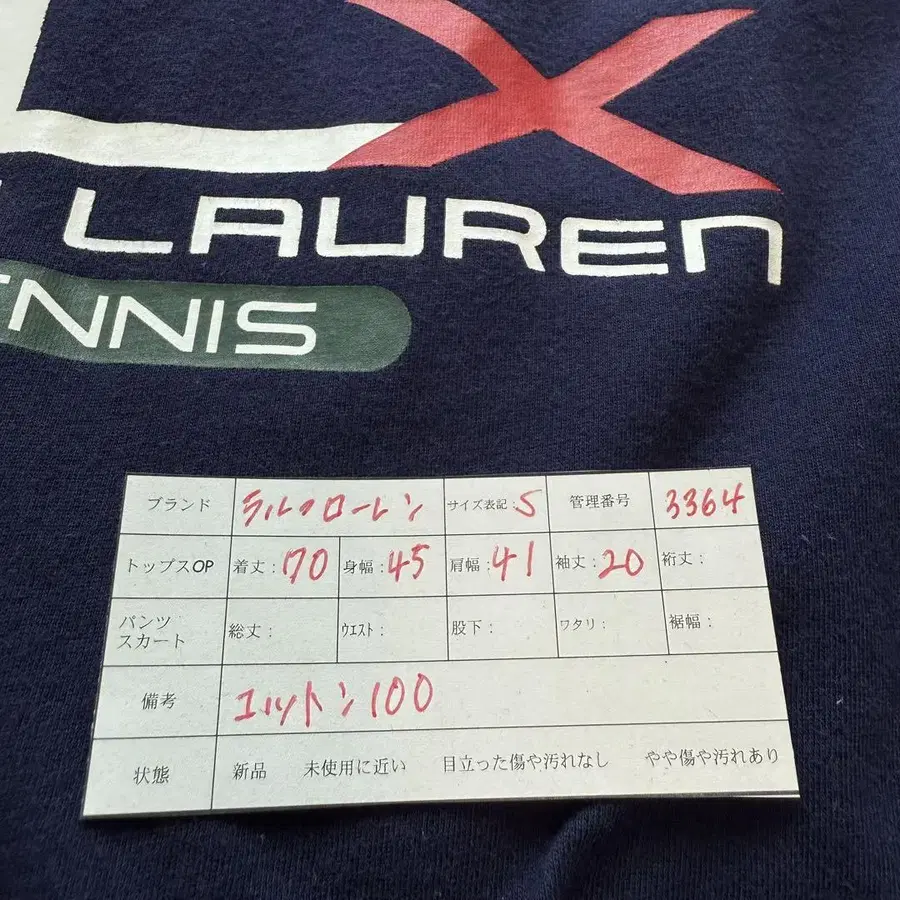 LX
LAUREN
TENNIS
ブランド ラルフローレン サイズ表記:S 管理番号 3364
トップスOP 着丈:70 身幅:45 肩幅:41 袖丈:20 裄丈:
パンツ スカート 総丈: ウエスト: 股下: ワタリ: 裾幅:
備考 コットン100
状態 新品 未使用に近い 目立った傷や汚れなし やや傷や汚れあり